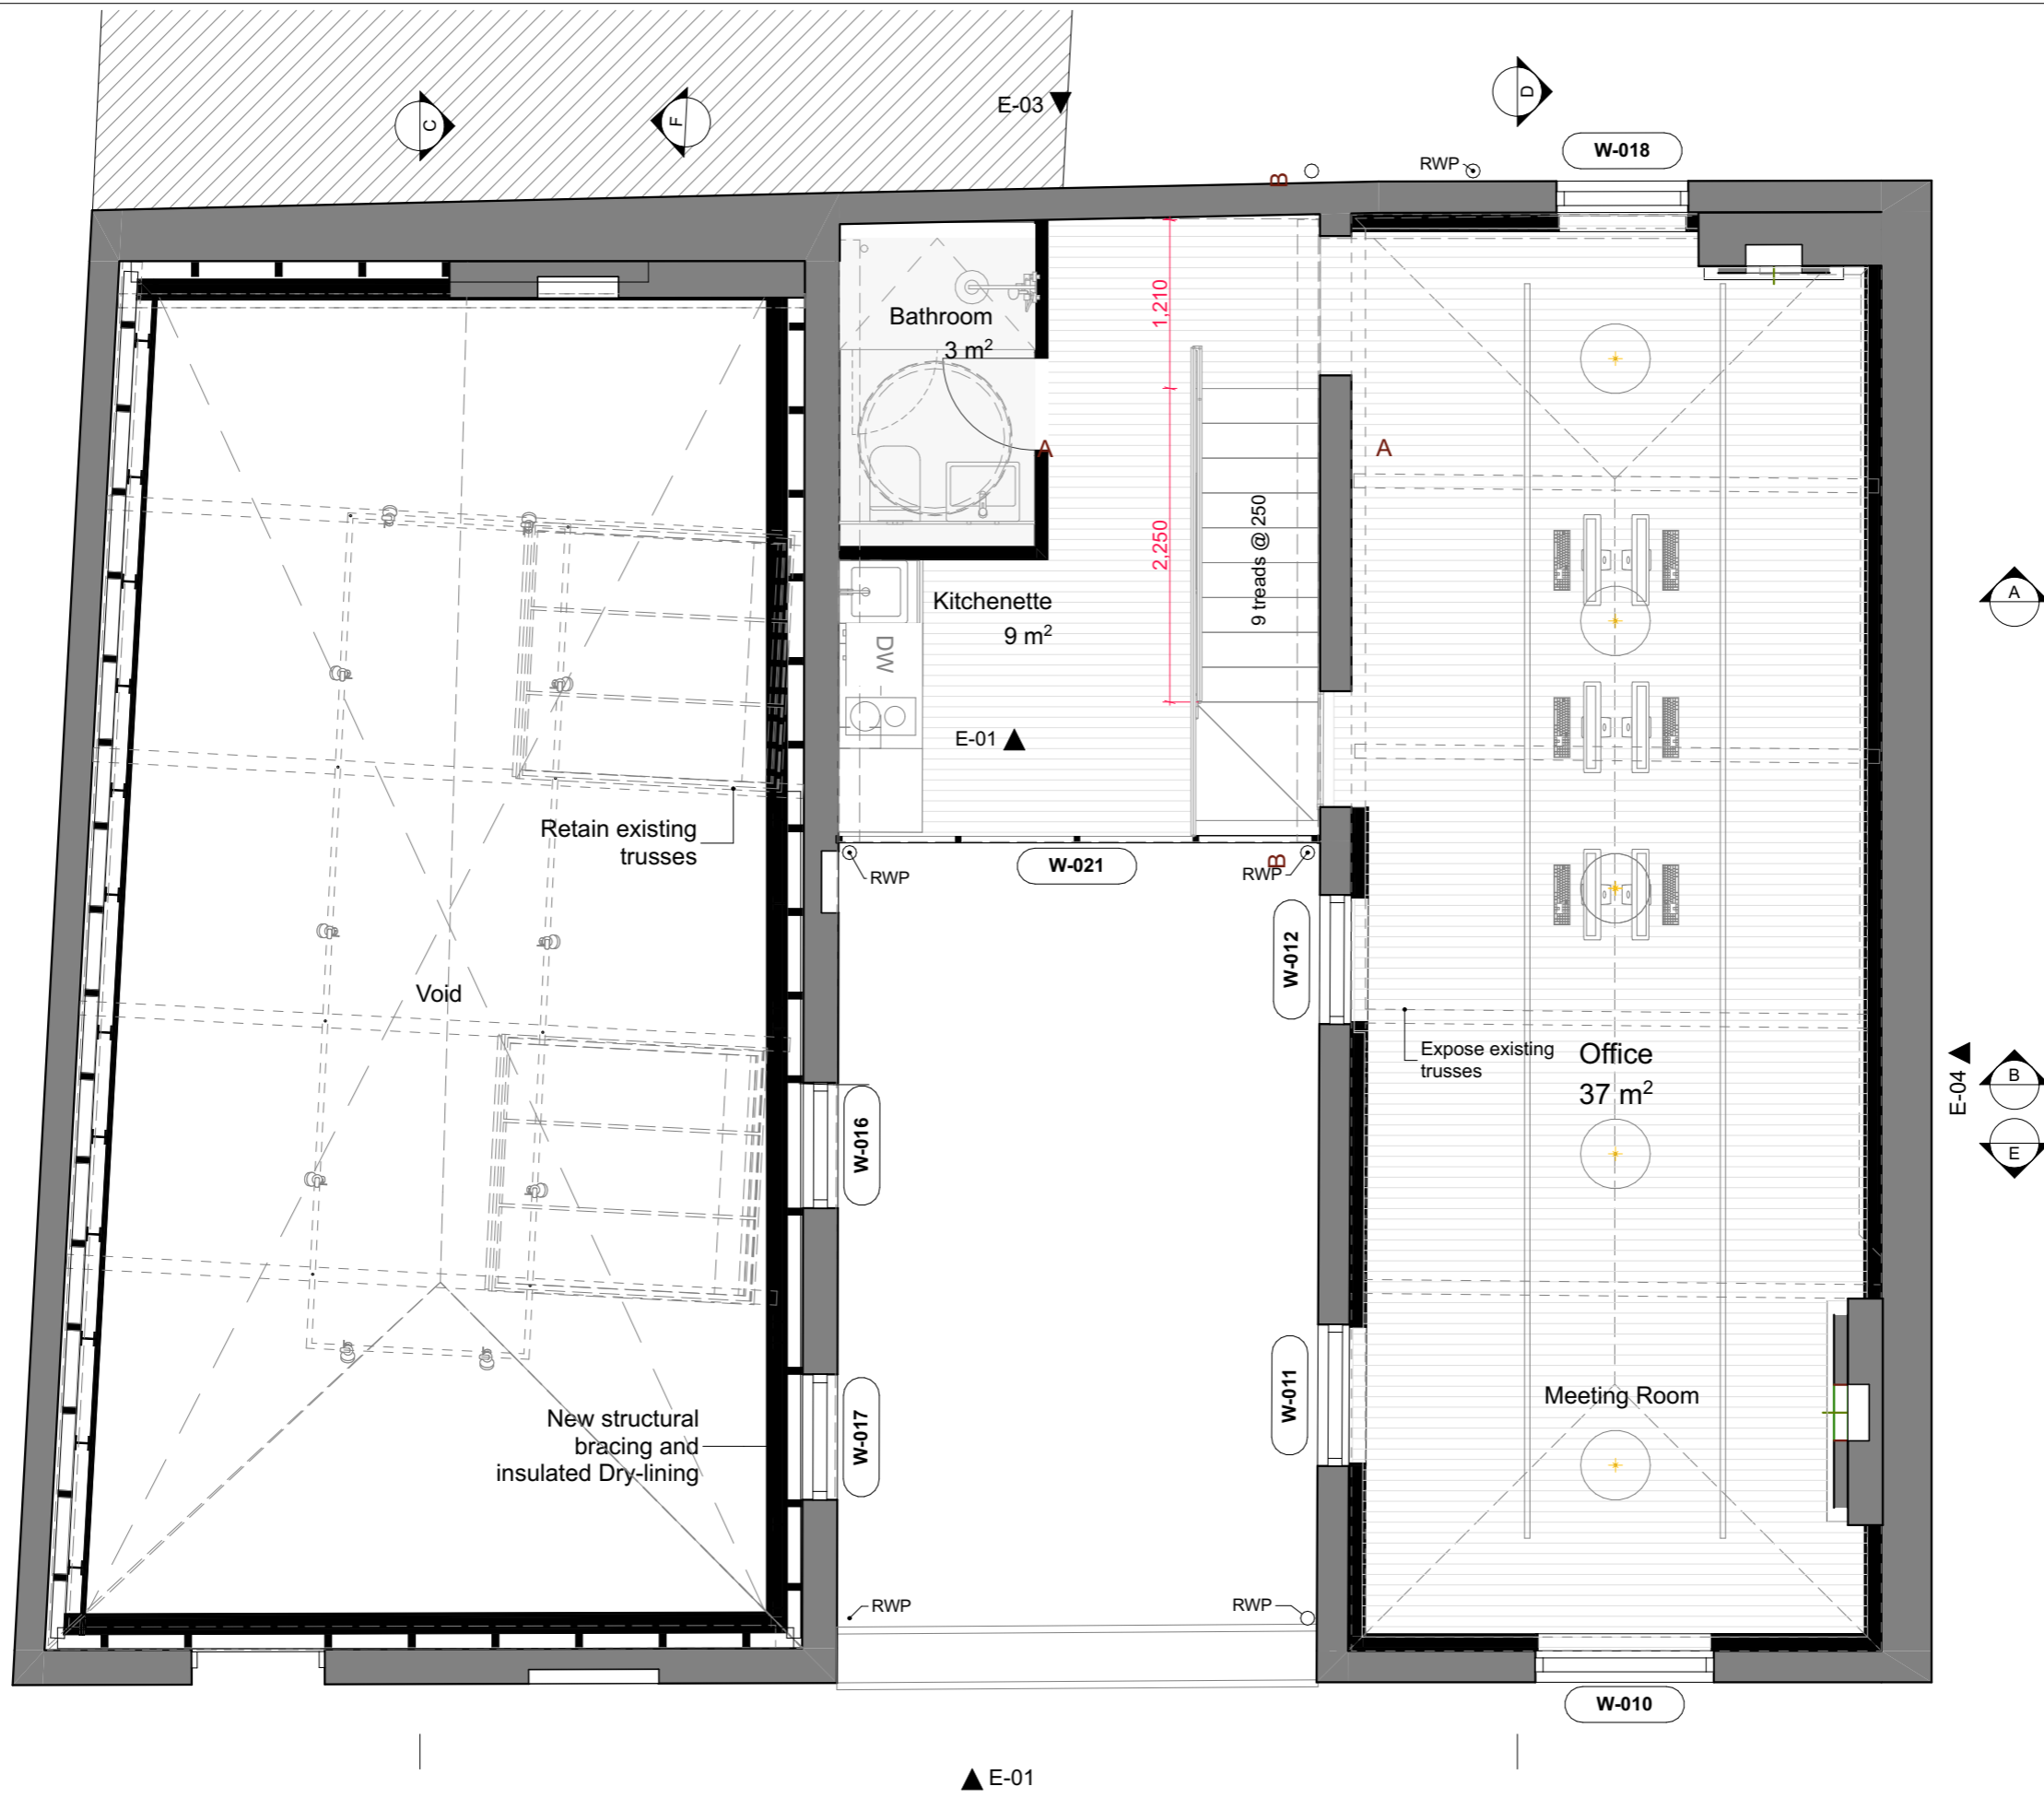 C
F
E-03
D
W-018
B
RWP
Bathroom
3 m²
1,210
A
A
2,250
9 treads @ 250
Kitchenette
9 m²
DW
A
E-01
Retain existing
trusses
RWP
W-021
B
RWP
W-012
Void
Expose existing
trusses
Office
37 m²
E-04
B
E
W-016
W-011
Meeting Room
New structural
bracing and
insulated Dry-lining
W-017
RWP
RWP
W-010
E-01